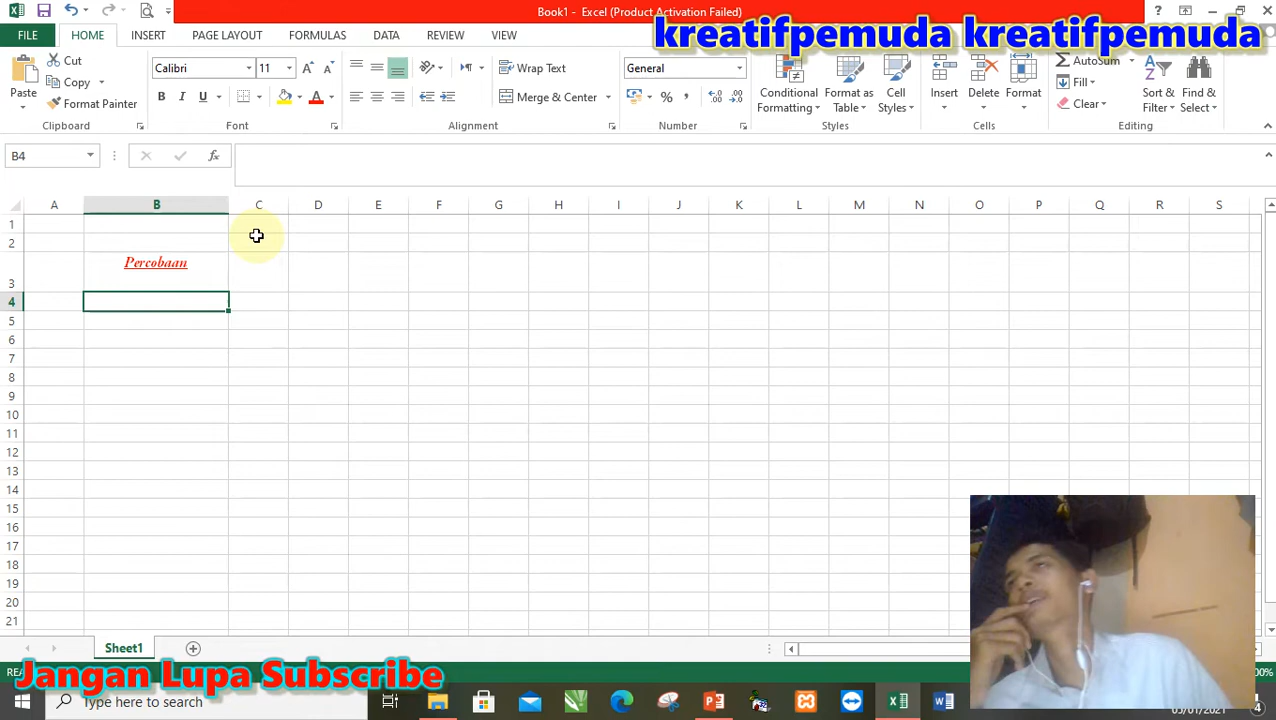 Book1 - Excel (Product Activation Failed)
kreatifpemuda kreatifpemuda
FILE HOME INSERT PAGE LAYOUT FORMULAS DATA REVIEW VIEW
Cut
Copy
Format Painter
Paste
Clipboard
Calibri 11
B I U A
Font
Wrap Text
Merge & Center
Alignment
General
%
Number
Conditional Formatting
Format as Table
Cell Styles
Styles
Insert
Delete
Format
Cells
AutoSum
Fill
Clear
Sort & Filter
Find & Select
Editing
B4
fx
A B C D E F G H I J K L M N O P Q R S
1
2
Percobaan
3
4
5
6
7
8
9
10
11
12
13
14
15
16
17
18
19
20
21
Sheet1
Jangan Lupa Subscribe
Type here to search